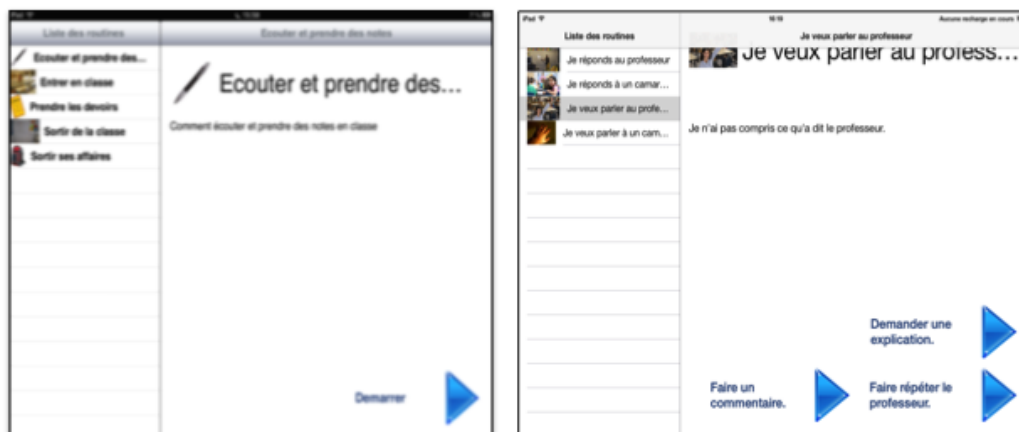 iPad
Liste des routines
Ecouter et prendre des notes
Ecouter et prendre des...
Entrer en classe
Prendre les devoirs
Sortir de la classe
Sortir ses affaires
Ecouter et prendre des...
Comment écouter et prendre des notes en classe
Demarrer
iPad
Aucune recharge en cours
Liste des routines
Je veux parler au professeur
Je réponds au professeur
Je réponds à un camar...
Je veux parler au profe...
Je veux parler à un cam...
Je veux parler au profess...
Je n'ai pas compris ce qu'a dit le professeur.
Demander une
explication.
Faire un
commentaire.
Faire répéter le
professeur.